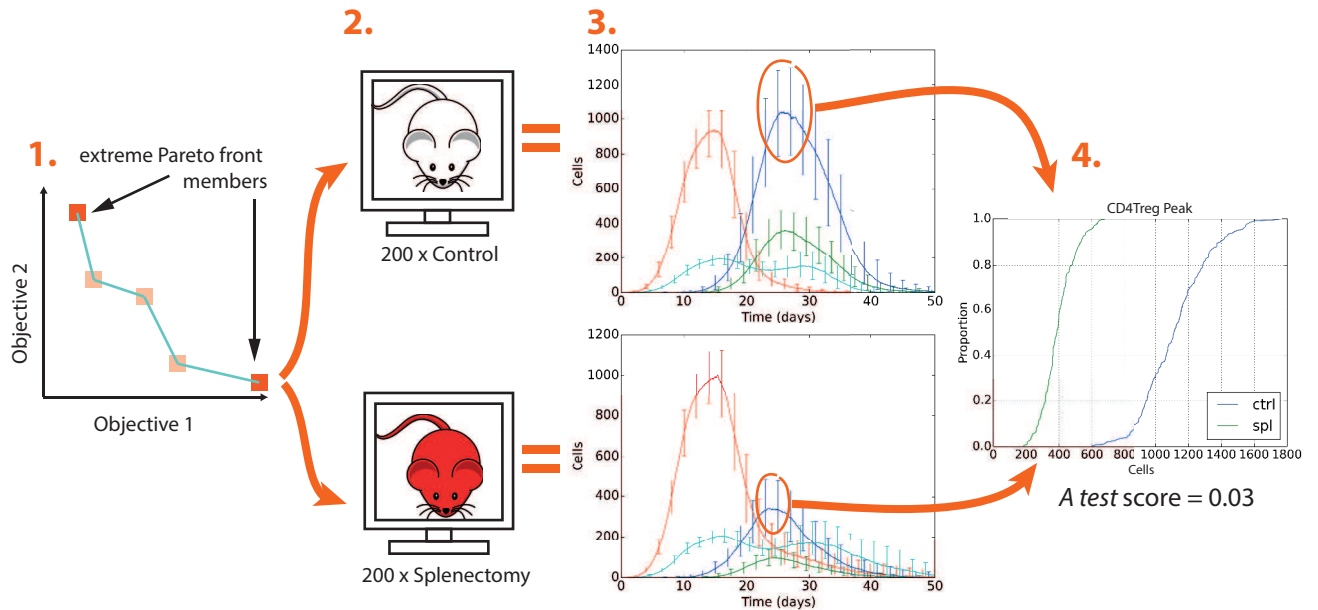 1.
extreme Pareto front
members
Objective 2
Objective 1
2.
200 x Control
200 x Splenectomy
3.
1400
1200
1000
800
600
400
200
0
Cells
0 10 20 30 40 50
Time (days)
1200
1000
800
600
400
200
0
Cells
0 10 20 30 40 50
Time (days)
4.
CD4Treg Peak
1.0
0.8
0.6
0.4
0.2
0.0
Proportion
ctrl
spl
0 200 400 600 800 1000 1200 1400 1600 1800
Cells
A test score = 0.03